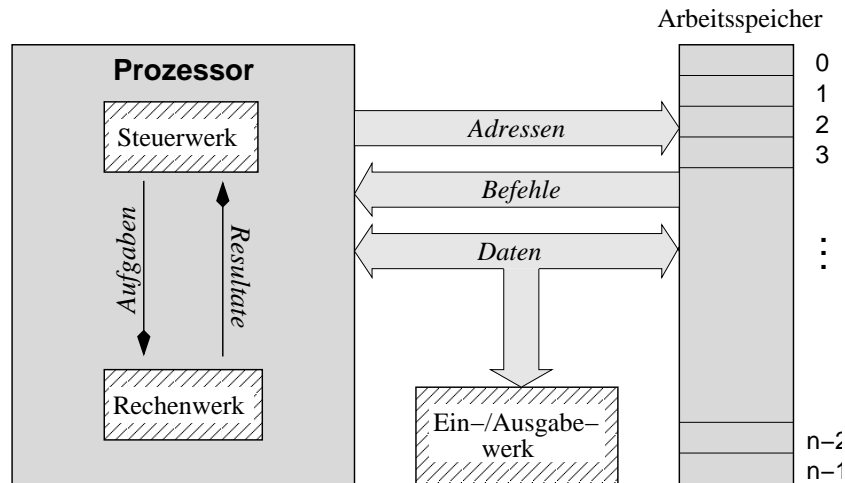 Arbeitsspeicher
Prozessor
0
1
Steuerwerk
Adressen
2
3
Befehle
Aufgaben
Resultate
Daten
⋮
Rechenwerk
Ein–/Ausgabe–
werk
n–2
n–1